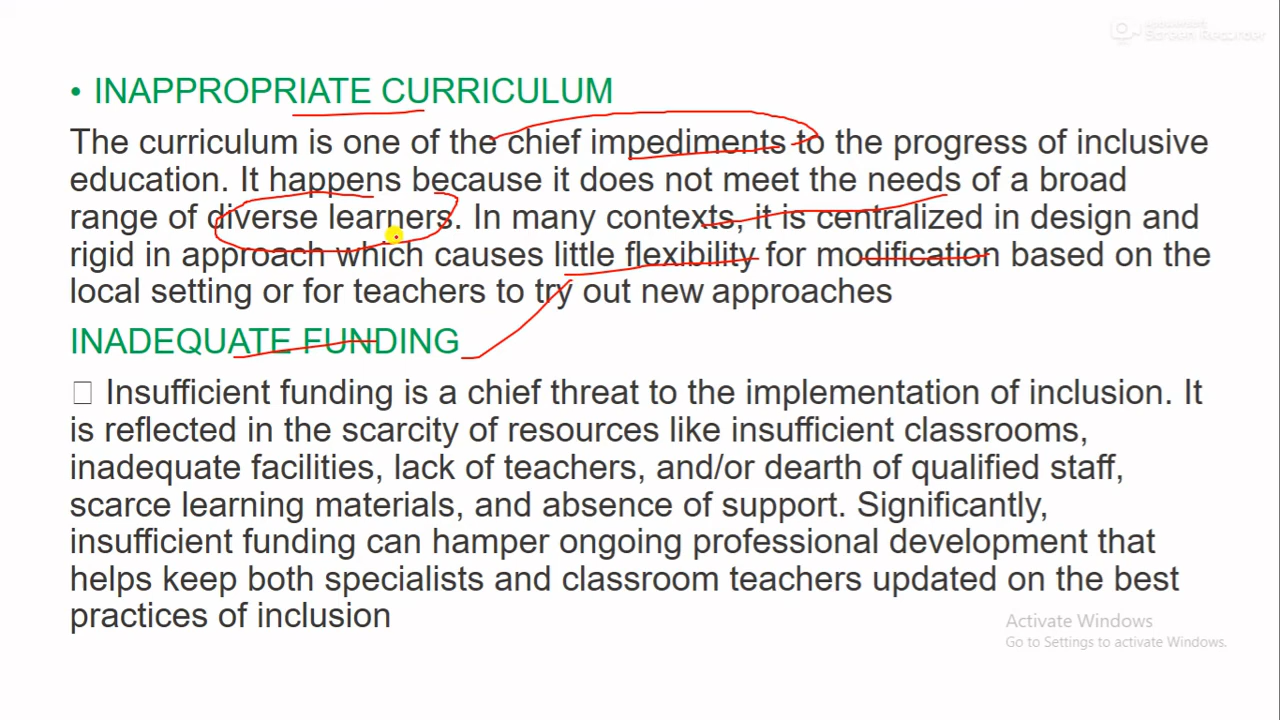 • INAPPROPRIATE CURRICULUM
The curriculum is one of the chief impediments to the progress of inclusive
education. It happens because it does not meet the needs of a broad
range of diverse learners. In many contexts, it is centralized in design and
rigid in approach which causes little flexibility for modification based on the
local setting or for teachers to try out new approaches
INADEQUATE FUNDING
Insufficient funding is a chief threat to the implementation of inclusion. It
is reflected in the scarcity of resources like insufficient classrooms,
inadequate facilities, lack of teachers, and/or dearth of qualified staff,
scarce learning materials, and absence of support. Significantly,
insufficient funding can hamper ongoing professional development that
helps keep both specialists and classroom teachers updated on the best
practices of inclusion
Screen Recorder
Activate Windows
Go to Settings to activate Windows.